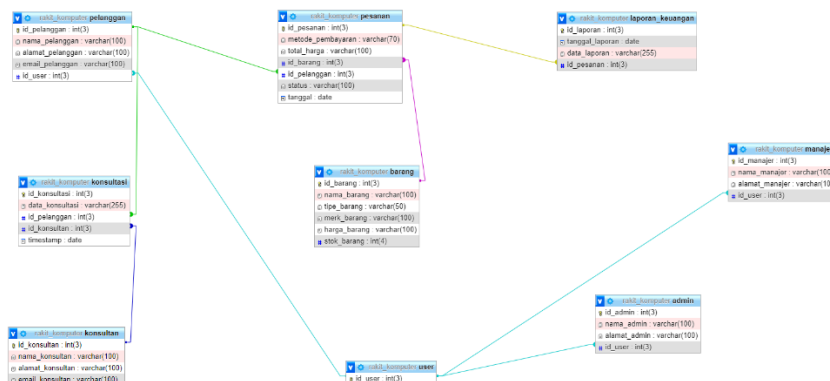 rakit_komputer pelanggan
id_pelanggan : int(3)
nama_pelanggan : varchar(100)
alamat_pelanggan : varchar(100)
email_pelanggan : varchar(100)
id_user : int(3)
rakit_komputer pesanan
id_pesanan : int(3)
metode_pembayaran : varchar(70)
total_harga : varchar(100)
id_barang : int(3)
id_pelanggan : int(3)
status : varchar(100)
tanggal : date
rakit_komputer laporan_keuangan
id_laporan : int(3)
tanggal_laporan : date
data_laporan : varchar(255)
id_pesanan : int(3)
rakit_komputer konsultasi
id_konsultasi : int(3)
data_konsultasi : varchar(255)
id_pelanggan : int(3)
id_konsultan : int(3)
timestamp : date
rakit_komputer barang
id_barang : int(3)
nama_barang : varchar(100)
tipe_barang : varchar(50)
merk_barang : varchar(100)
harga_barang : varchar(100)
stok_barang : int(4)
rakit_komputer manaje
id_manajer : int(3)
nama_manajar : varchar(100
alamat_manajer : varchar(10
id_user : int(3)
rakit_komputer konsultan
id_konsultan : int(3)
nama_konsultan : varchar(100)
alamat_konsultan : varchar(100)
email_konsultan : varchar(100)
rakit_komputer user
id_user : int(3)
rakit_komputer admin
id_admin : int(3)
nama_admin : varchar(100)
alamat_admin : varchar(100)
id_user : int(3)